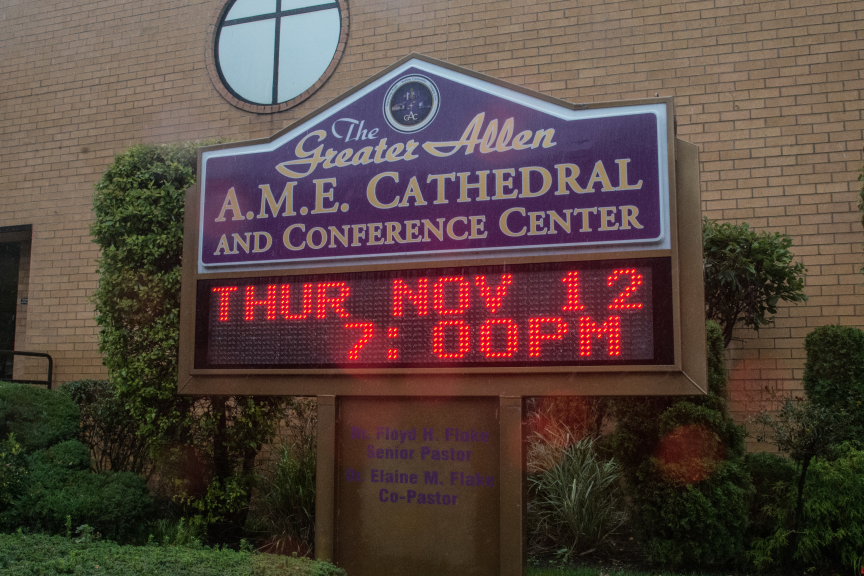 The
Greater Allen
A.M.E. CATHEDRAL
AND CONFERENCE CENTER
THUR NOV 12
7:00PM
Floyd H. Flake
Senior Pastor
Elaine M. Flake
Co-Pastor